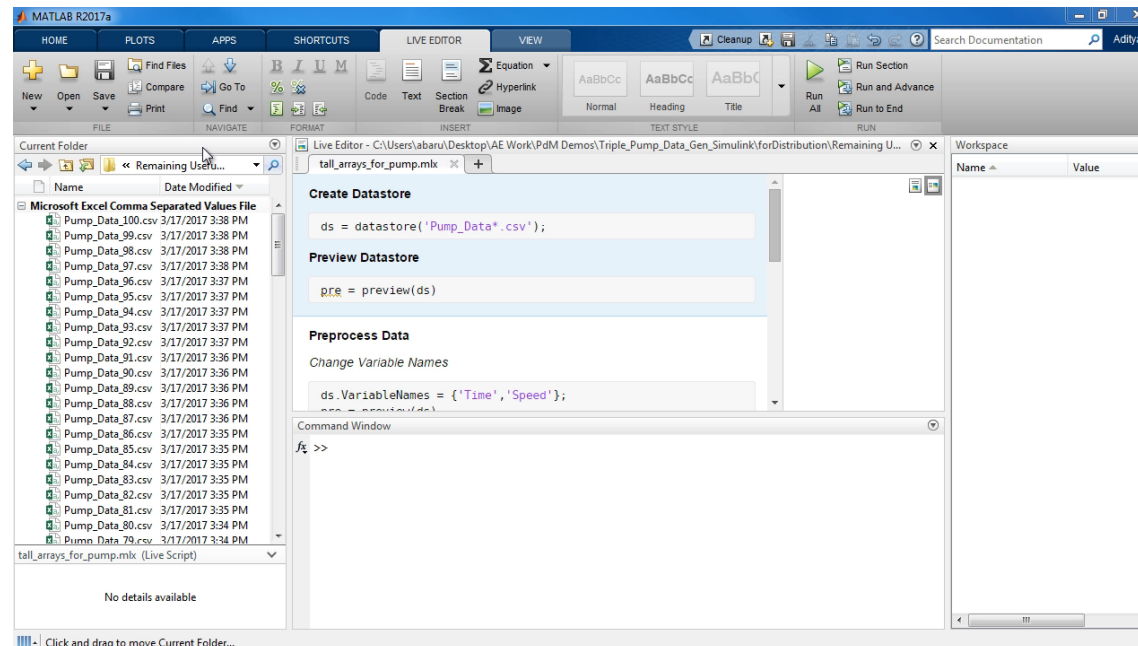 MATLAB R2017a
HOME PLOTS APPS SHORTCUTS LIVE EDITOR VIEW Cleanup Search Documentation Aditya
New Open Save Find Files Compare Print
FILE
Go To Find
NAVIGATE
B I U M
FORMAT
Code Text Section Break Equation Hyperlink Image
INSERT
AaBbCc AaBbCc AaBbC
Normal Heading Title
TEXT STYLE
Run All Run Section Run and Advance Run to End
RUN
Current Folder
« Remaining Usefu...
Name Date Modified
Microsoft Excel Comma Separated Values File
Pump_Data_100.csv 3/17/2017 3:38 PM
Pump_Data_99.csv 3/17/2017 3:38 PM
Pump_Data_98.csv 3/17/2017 3:38 PM
Pump_Data_97.csv 3/17/2017 3:38 PM
Pump_Data_96.csv 3/17/2017 3:37 PM
Pump_Data_95.csv 3/17/2017 3:37 PM
Pump_Data_94.csv 3/17/2017 3:37 PM
Pump_Data_93.csv 3/17/2017 3:37 PM
Pump_Data_92.csv 3/17/2017 3:37 PM
Pump_Data_91.csv 3/17/2017 3:36 PM
Pump_Data_90.csv 3/17/2017 3:36 PM
Pump_Data_89.csv 3/17/2017 3:36 PM
Pump_Data_88.csv 3/17/2017 3:36 PM
Pump_Data_87.csv 3/17/2017 3:36 PM
Pump_Data_86.csv 3/17/2017 3:35 PM
Pump_Data_85.csv 3/17/2017 3:35 PM
Pump_Data_84.csv 3/17/2017 3:35 PM
Pump_Data_83.csv 3/17/2017 3:35 PM
Pump_Data_82.csv 3/17/2017 3:35 PM
Pump_Data_81.csv 3/17/2017 3:35 PM
Pump_Data_80.csv 3/17/2017 3:34 PM
Pump_Data_79.csv 3/17/2017 3:34 PM
tall_arrays_for_pump.mlx (Live Script)
No details available
Click and drag to move Current Folder...
Live Editor - C:\Users\abaru\Desktop\AE Work\PdM Demos\Triple_Pump_Data_Gen_Simulink\forDistribution\Remaining U...
tall_arrays_for_pump.mlx
Create Datastore
ds = datastore('Pump_Data*.csv');
Preview Datastore
pre = preview(ds)
Preprocess Data
Change Variable Names
ds.VariableNames = {'Time','Speed'};
pre = preview(ds)
Command Window
fx >>
Workspace
Name Value